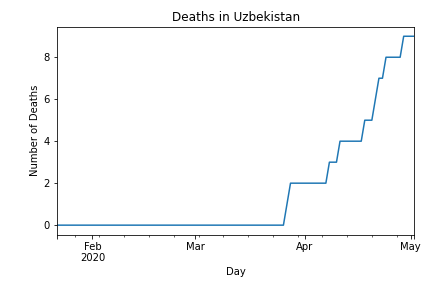 Deaths in Uzbekistan
Number of Deaths
8
6
4
2
0
Feb
2020
Mar
Apr
May
Day